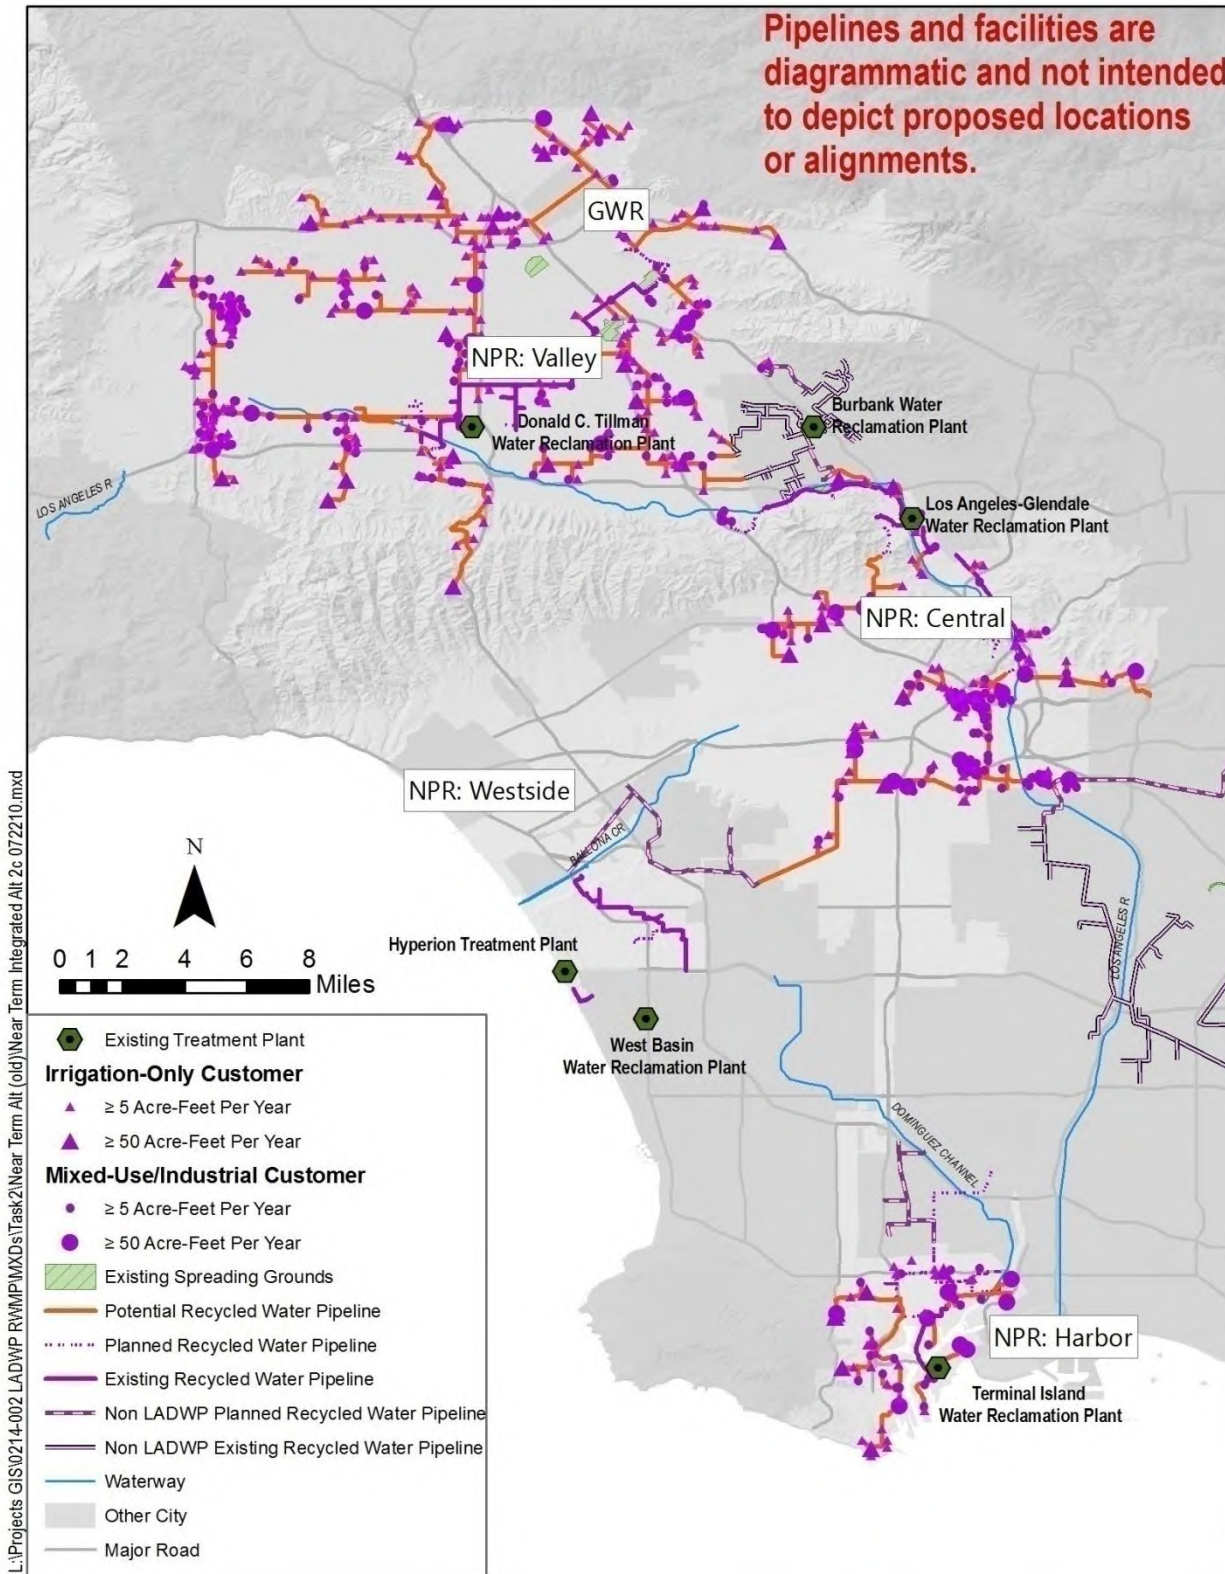 Pipelines and facilities are
diagrammatic and not intended
to depict proposed locations
or alignments.
GWR
NPR: Valley
Donald C. Tillman
Water Reclamation Plant
Burbank Water
Reclamation Plant
LOS ANGELES R
Los Angeles-Glendale
Water Reclamation Plant
NPR: Central
NPR: Westside
BALLONA CR
N
Hyperion Treatment Plant
LOS ANGELES R
0 1 2 4 6 8
Miles
West Basin
Water Reclamation Plant
DOMINGUEZ CHANNEL
NPR: Harbor
Terminal Island
Water Reclamation Plant
Existing Treatment Plant
Irrigation-Only Customer
≥ 5 Acre-Feet Per Year
≥ 50 Acre-Feet Per Year
Mixed-Use/Industrial Customer
≥ 5 Acre-Feet Per Year
≥ 50 Acre-Feet Per Year
Existing Spreading Grounds
Potential Recycled Water Pipeline
Planned Recycled Water Pipeline
Existing Recycled Water Pipeline
Non LADWP Planned Recycled Water Pipeline
Non LADWP Existing Recycled Water Pipeline
Waterway
Other City
Major Road
L:\Projects GIS\0214-002 LADWP RWMP\MXDs\Task2\Near Term Alt (old)\Near Term Integrated Alt 2c 072210.mxd